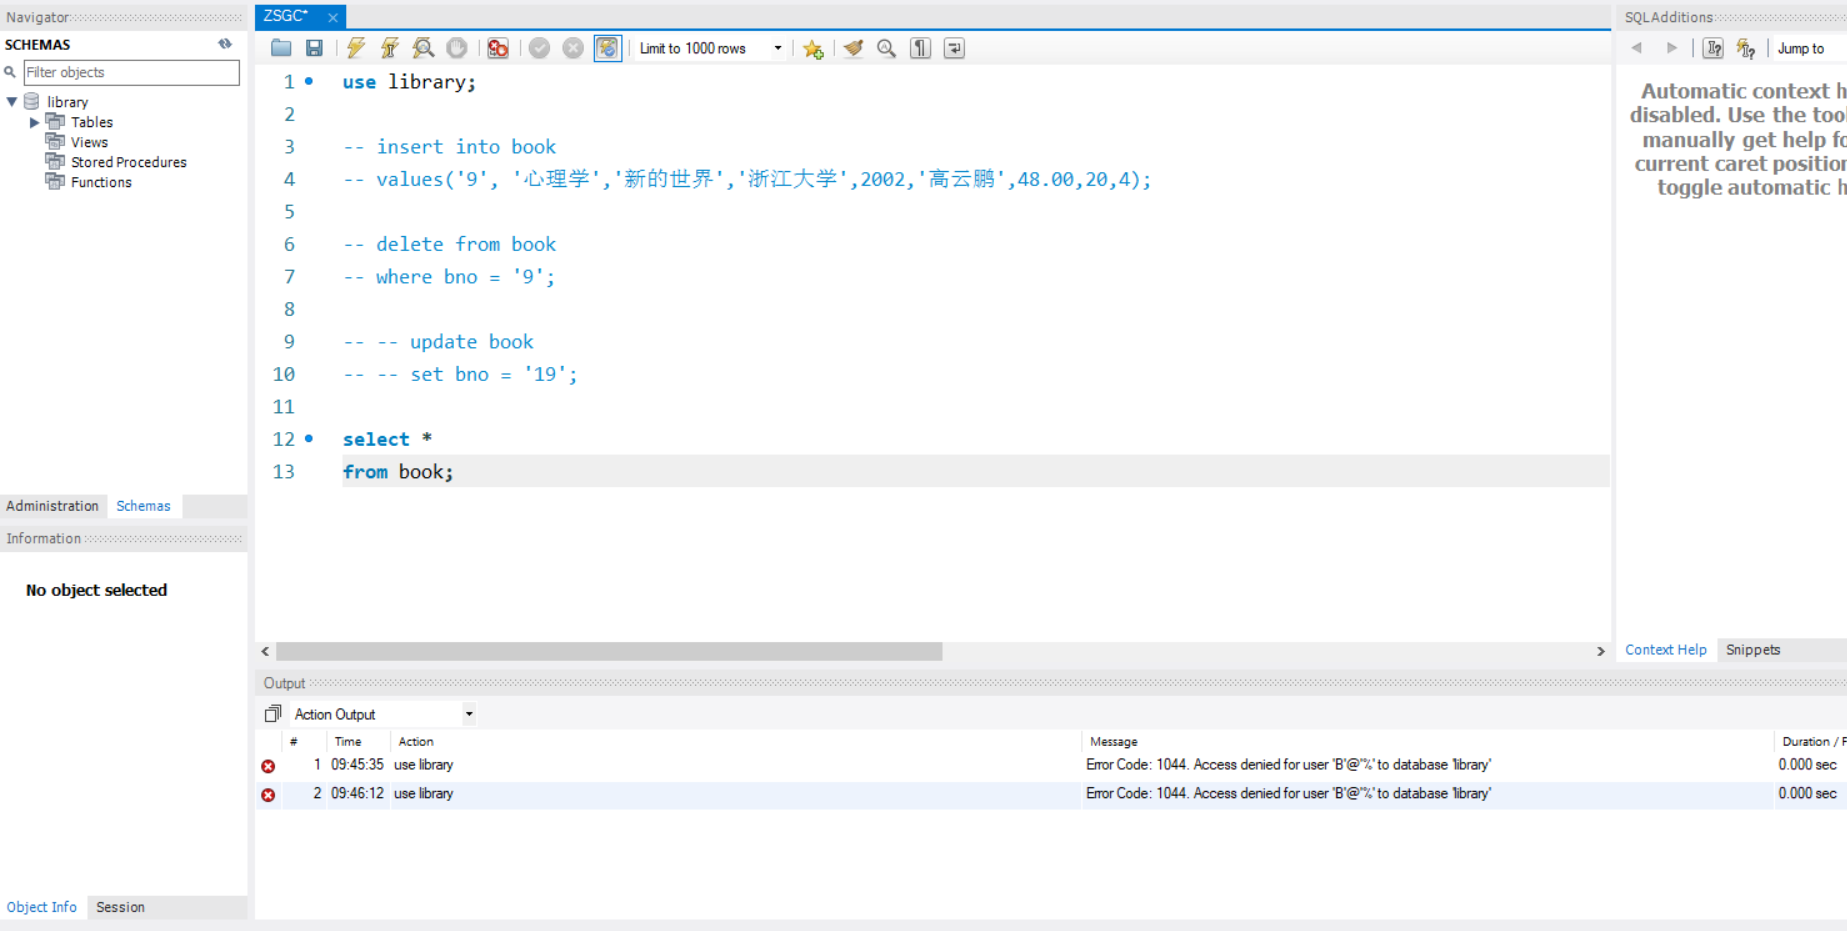 Navigator
SCHEMAS
Filter objects
library
Tables
Views
Stored Procedures
Functions
Administration Schemas
Information
No object selected
Object Info Session
ZSGC*
Limit to 1000 rows
1 use library;
2
3 -- insert into book
4 -- values('9', '心理学','新的世界','浙江大学',2002,'高云鹏',48.00,20,4);
5
6 -- delete from book
7 -- where bno = '9';
8
9 -- -- update book
10 -- -- set bno = '19';
11
12 select *
13 from book;
SQLAdditions
Jump to
Automatic context h
disabled. Use the tool
manually get help fo
current caret position
toggle automatic h
Context Help Snippets
Output
Action Output
# Time Action Message Duration / F
1 09:45:35 use library Error Code: 1044. Access denied for user 'B'@'%' to database 'library' 0.000 sec
2 09:46:12 use library Error Code: 1044. Access denied for user 'B'@'%' to database 'library' 0.000 sec